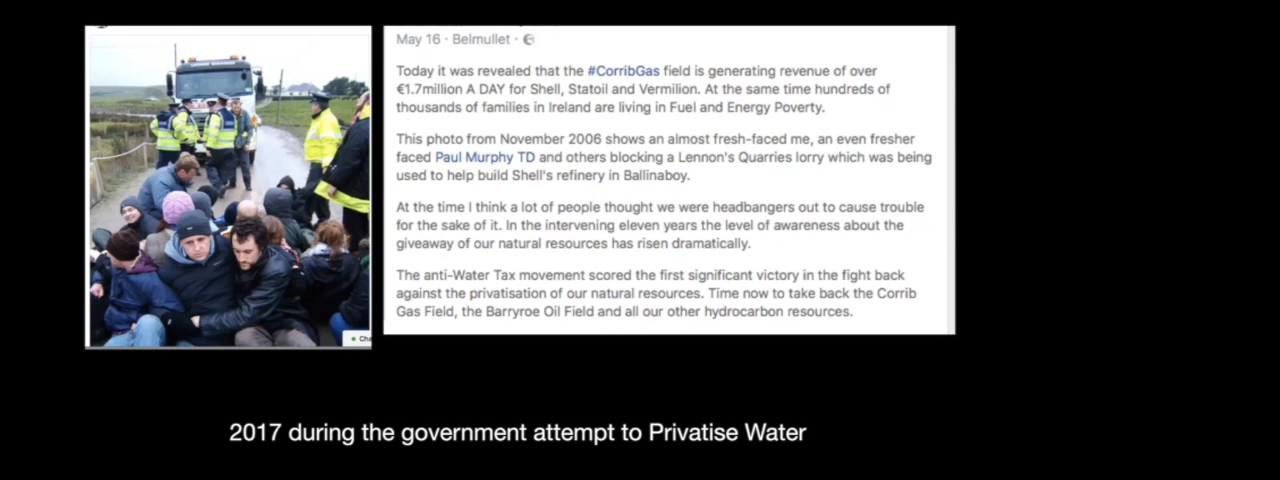 May 16 · Belmullet ·
Today it was revealed that the #CorribGas field is generating revenue of over
€1.7million A DAY for Shell, Statoil and Vermilion. At the same time hundreds of
thousands of families in Ireland are living in Fuel and Energy Poverty.
This photo from November 2006 shows an almost fresh-faced me, an even fresher
faced Paul Murphy TD and others blocking a Lennon's Quarries lorry which was being
used to help build Shell's refinery in Ballinaboy.
At the time I think a lot of people thought we were headbangers out to cause trouble
for the sake of it. In the intervening eleven years the level of awareness about the
giveaway of our natural resources has risen dramatically.
The anti-Water Tax movement scored the first significant victory in the fight back
against the privatisation of our natural resources. Time now to take back the Corrib
Gas Field, the Barryroe Oil Field and all our other hydrocarbon resources.
Cha
2017 during the government attempt to Privatise Water